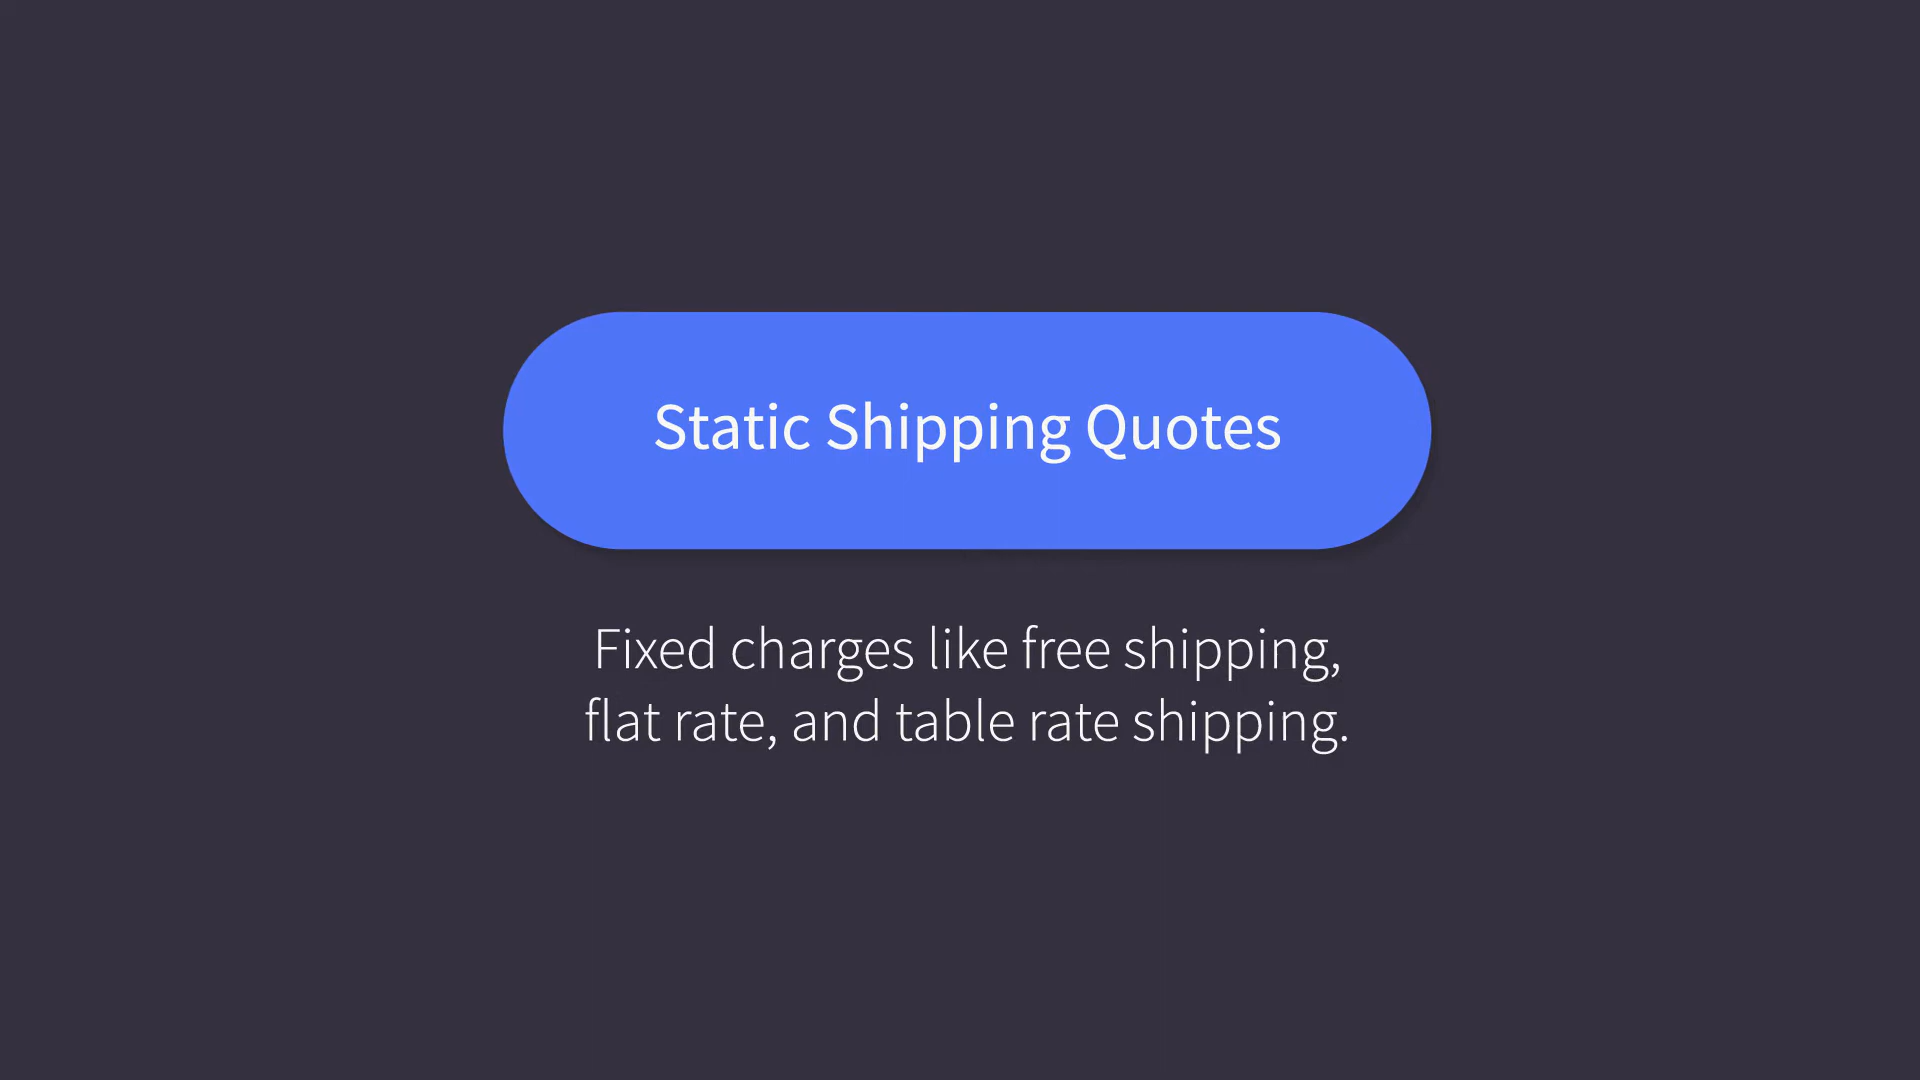 Static Shipping Quotes
Fixed charges like free shipping,
flat rate, and table rate shipping.